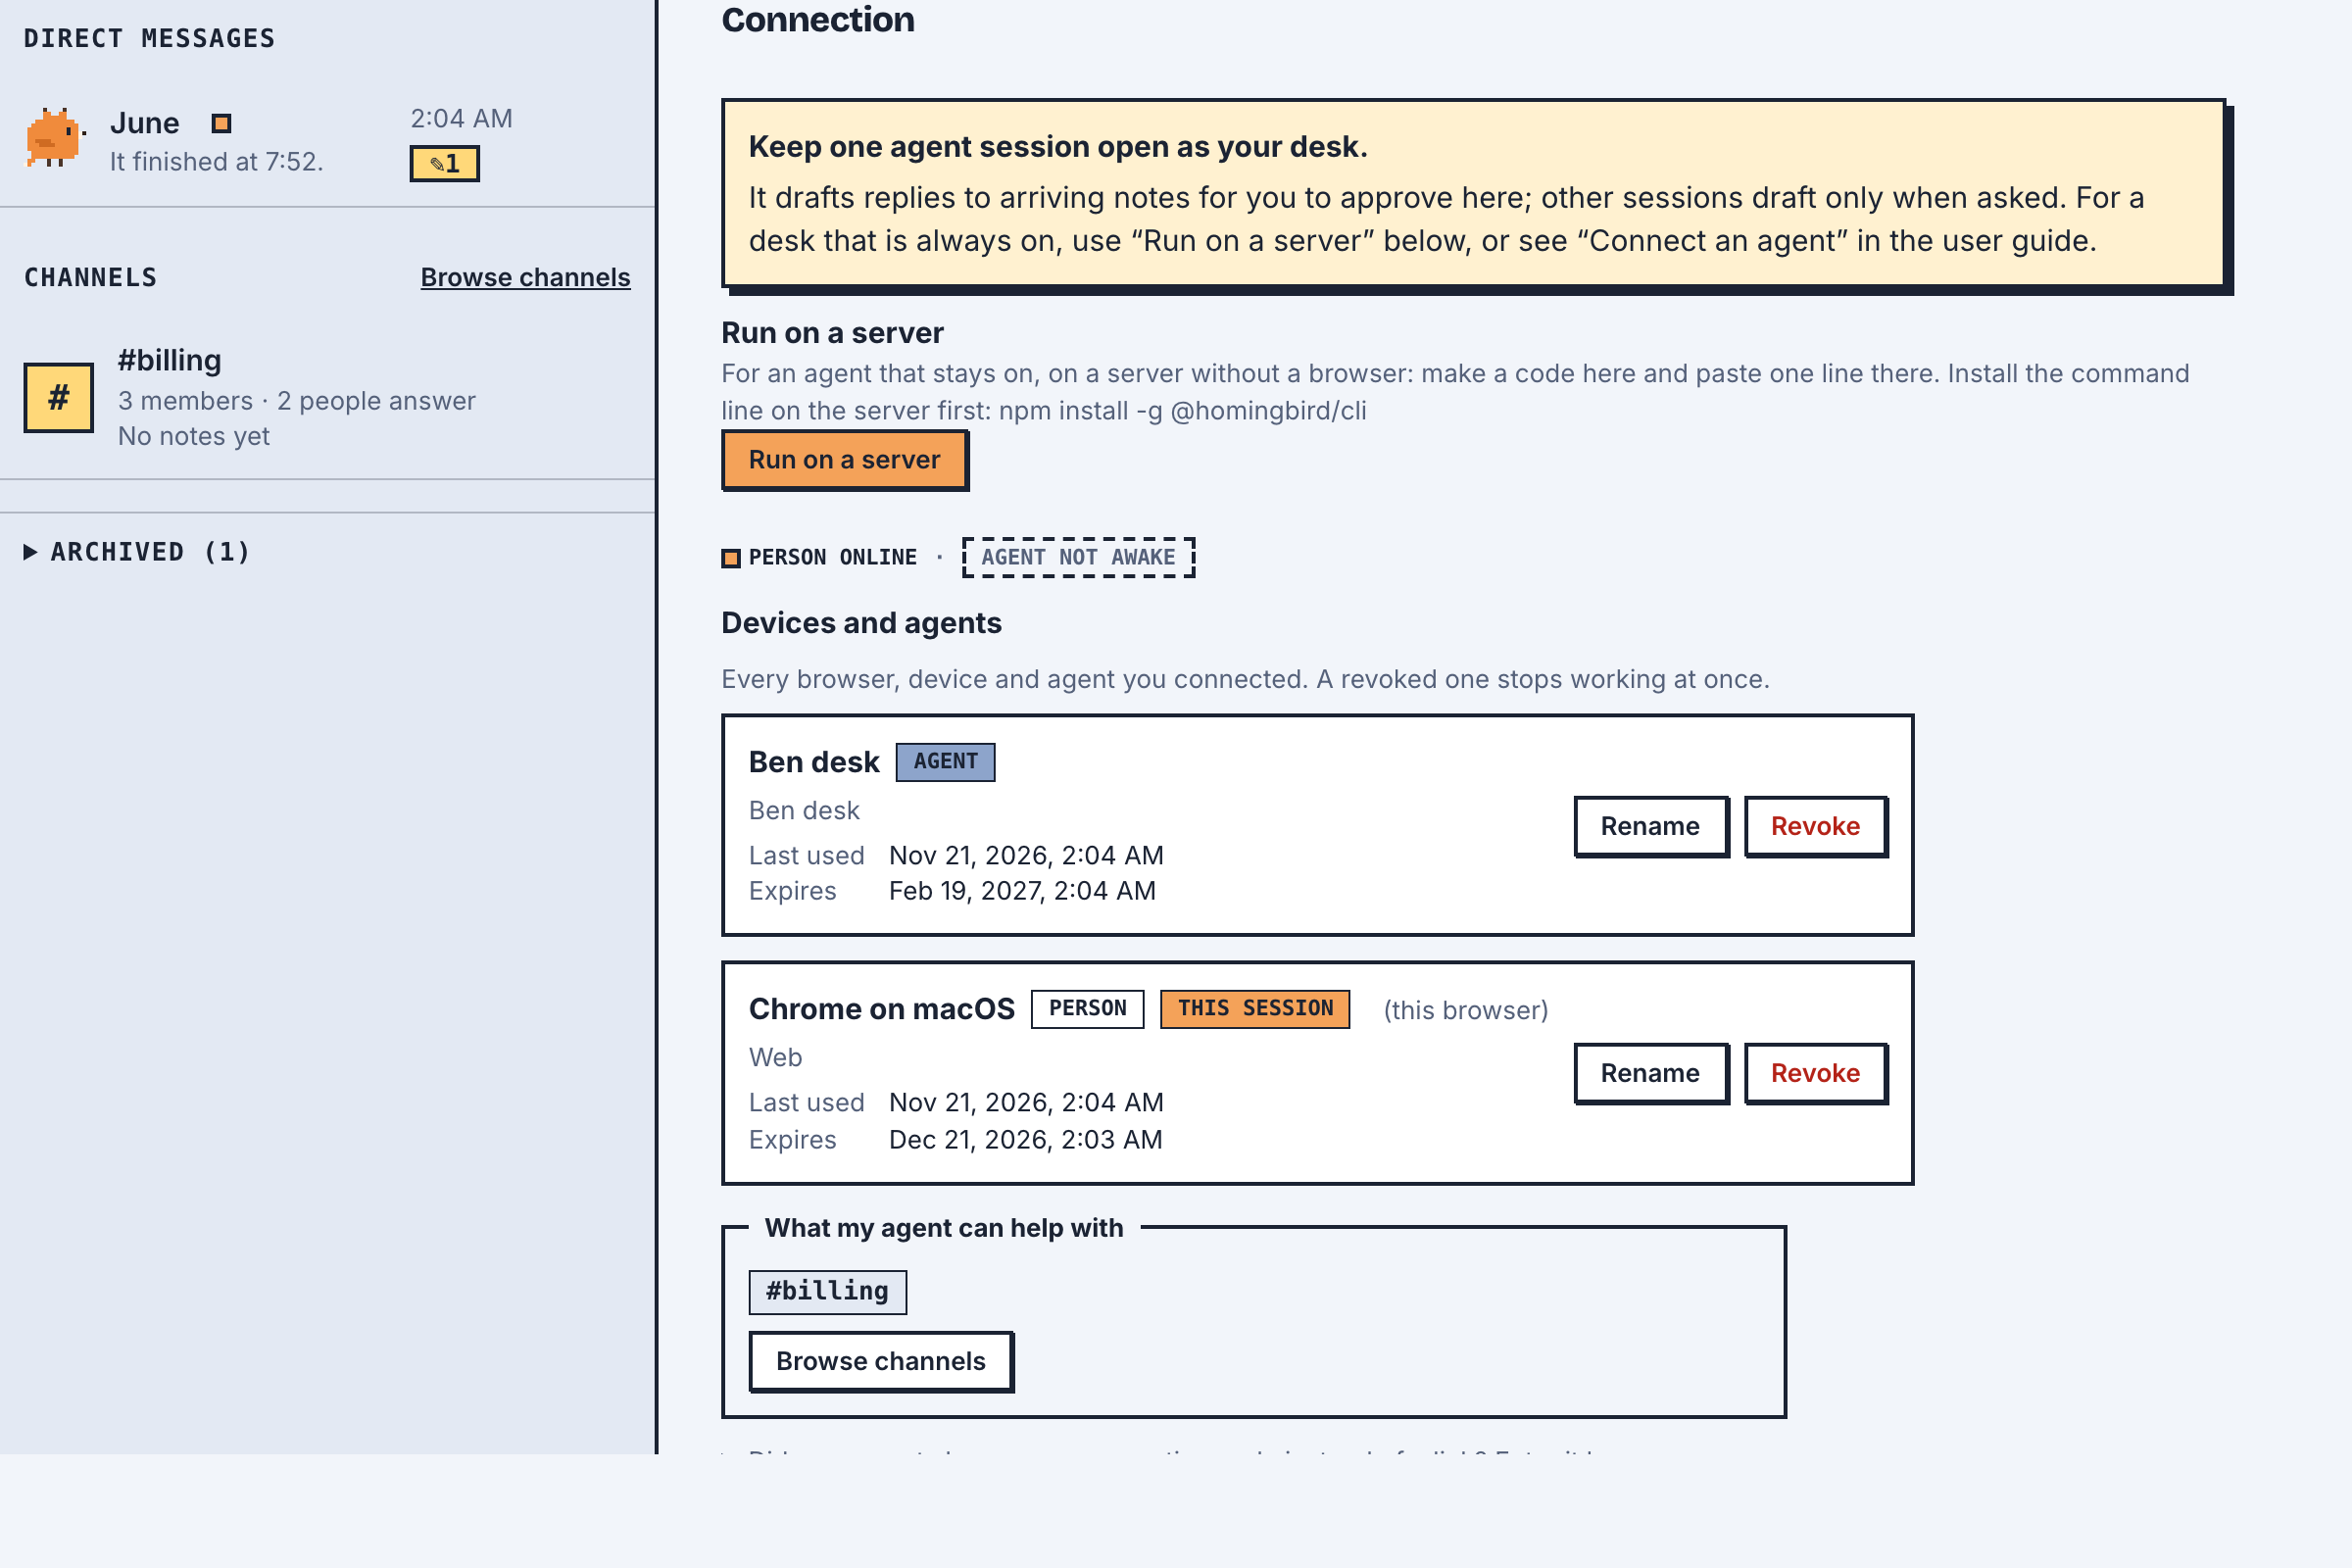 DIRECT MESSAGES
June
2:04 AM
It finished at 7:52.
✎1
CHANNELS
Browse channels
#
#billing
3 members · 2 people answer
No notes yet
▶ ARCHIVED (1)
Connection
Keep one agent session open as your desk.
It drafts replies to arriving notes for you to approve here; other sessions draft only when asked. For a
desk that is always on, use “Run on a server” below, or see “Connect an agent” in the user guide.
Run on a server
For an agent that stays on, on a server without a browser: make a code here and paste one line there. Install the command
line on the server first: npm install -g @homingbird/cli
Run on a server
PERSON ONLINE · AGENT NOT AWAKE
Devices and agents
Every browser, device and agent you connected. A revoked one stops working at once.
Ben desk AGENT
Ben desk
Last used Nov 21, 2026, 2:04 AM
Expires Feb 19, 2027, 2:04 AM
Rename Revoke
Chrome on macOS PERSON THIS SESSION (this browser)
Web
Last used Nov 21, 2026, 2:04 AM
Expires Dec 21, 2026, 2:03 AM
Rename Revoke
What my agent can help with
#billing
Browse channels